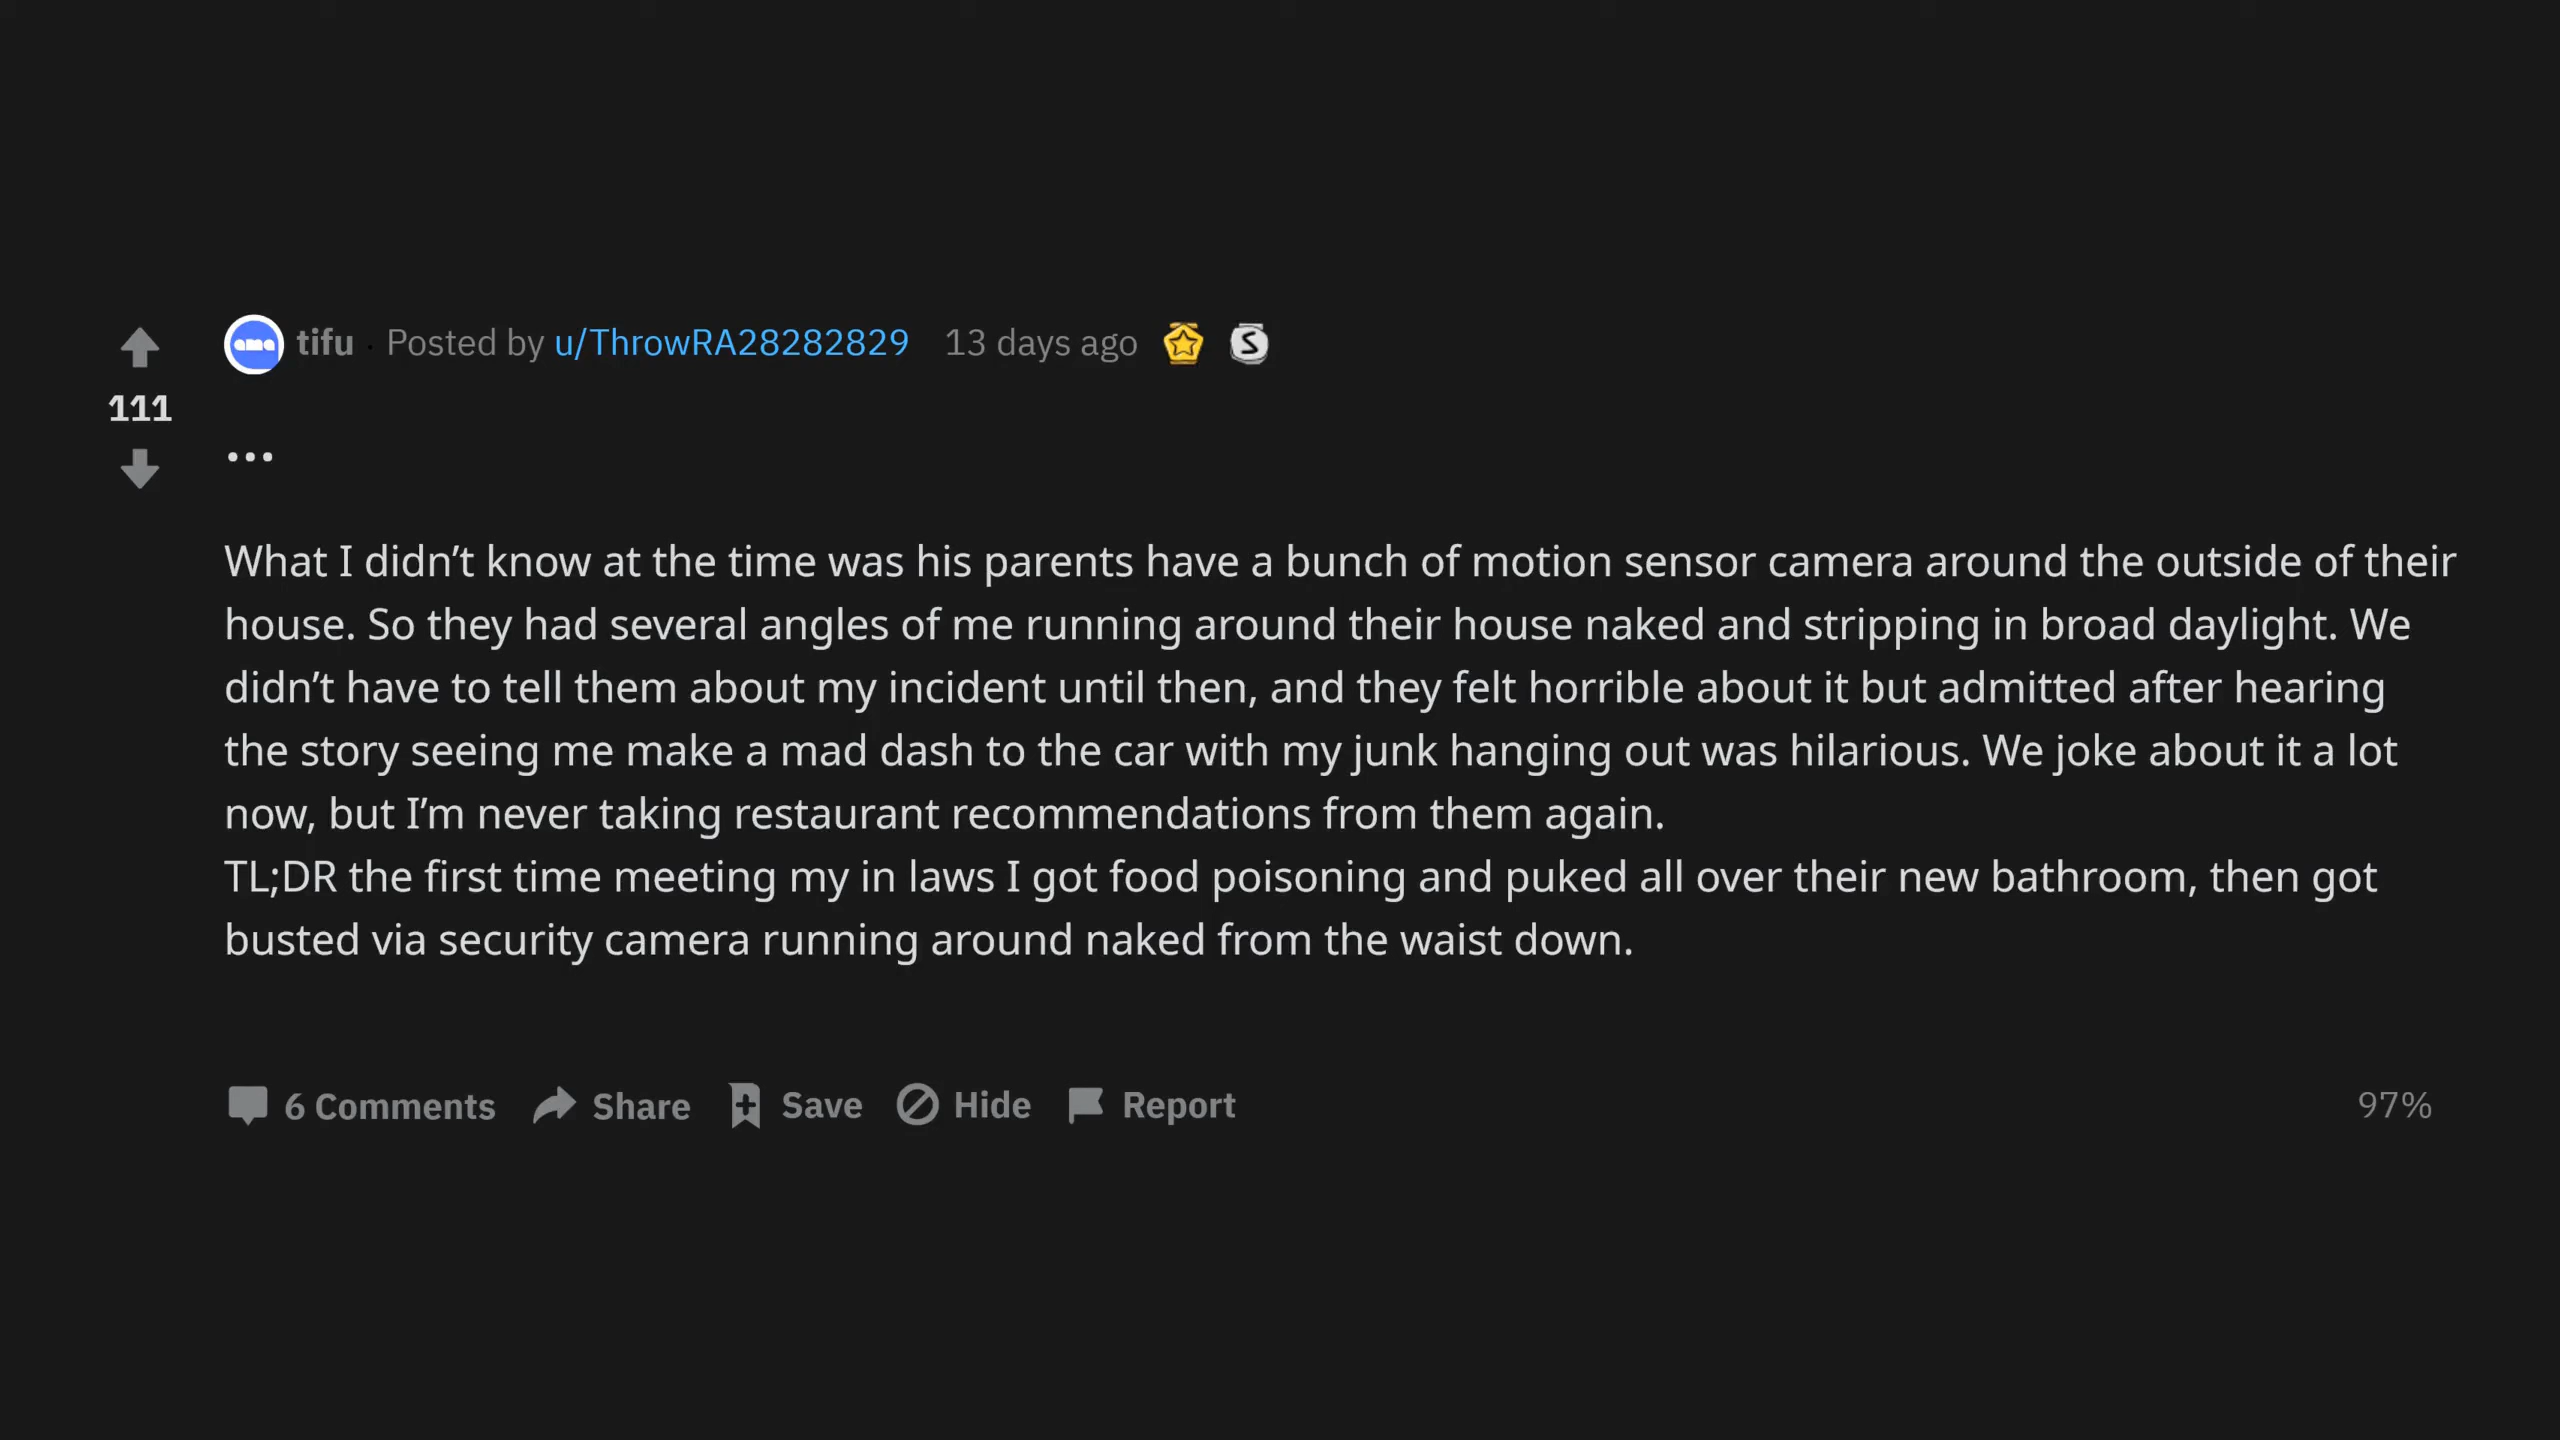 tifu · Posted by u/ThrowRA28282829 13 days ago
111
...
What I didn’t know at the time was his parents have a bunch of motion sensor camera around the outside of their
house. So they had several angles of me running around their house naked and stripping in broad daylight. We
didn’t have to tell them about my incident until then, and they felt horrible about it but admitted after hearing
the story seeing me make a mad dash to the car with my junk hanging out was hilarious. We joke about it a lot
now, but I’m never taking restaurant recommendations from them again.
TL;DR the first time meeting my in laws I got food poisoning and puked all over their new bathroom, then got
busted via security camera running around naked from the waist down.
6 Comments Share Save Hide Report 97%